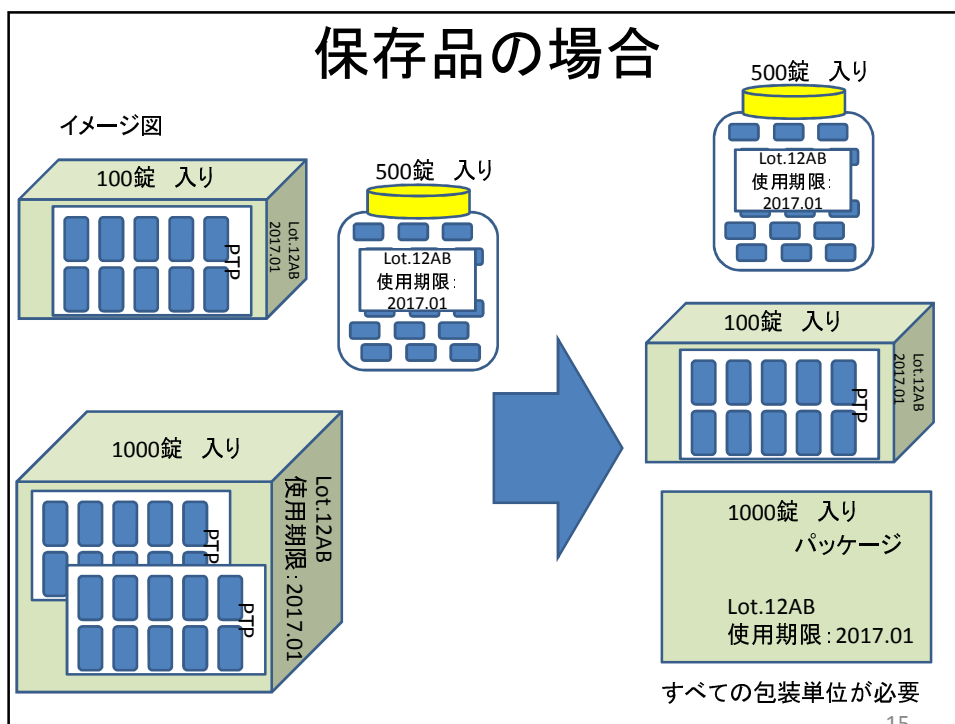 保存品の場合
イメージ図
100錠 入り
PTP
Lot.12AB
2017.01
500錠 入り
Lot.12AB
使用期限:
2017.01
1000錠 入り
PTP
PTP
Lot.12AB
使用期限:2017.01
500錠 入り
Lot.12AB
使用期限:
2017.01
100錠 入り
PTP
Lot.12AB
2017.01
1000錠 入り
パッケージ
Lot.12AB
使用期限:2017.01
すべての包装単位が必要
15